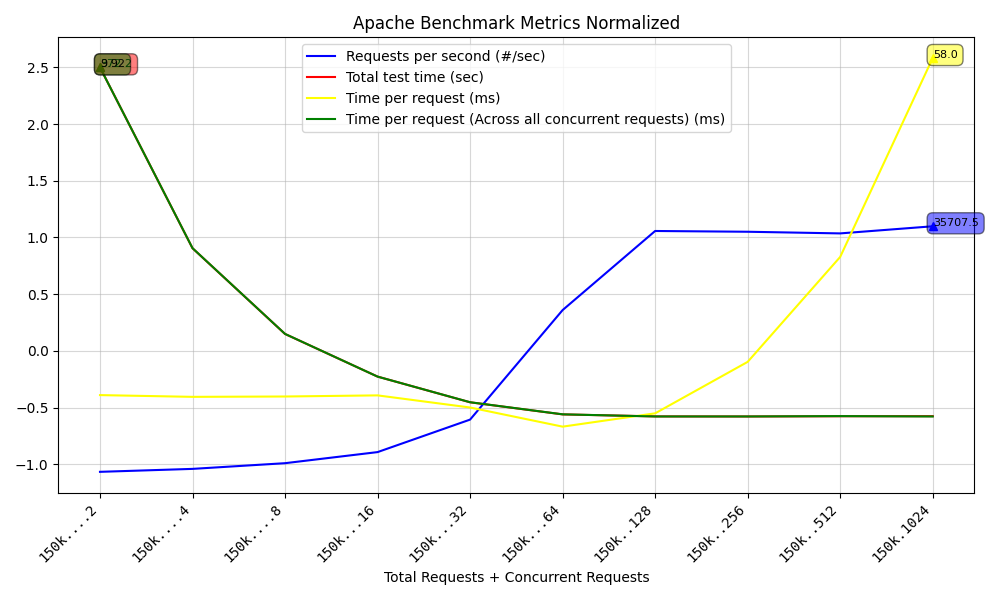 Apache Benchmark Metrics Normalized
Requests per second (#/sec)
Total test time (sec)
Time per request (ms)
Time per request (Across all concurrent requests) (ms)
58.0
35707.5
2.5
2.0
1.5
1.0
0.5
0.0
−0.5
−1.0
150k....2
150k....4
150k....8
150k...16
150k...32
150k...64
150k..128
150k..256
150k..512
150k.1024
Total Requests + Concurrent Requests